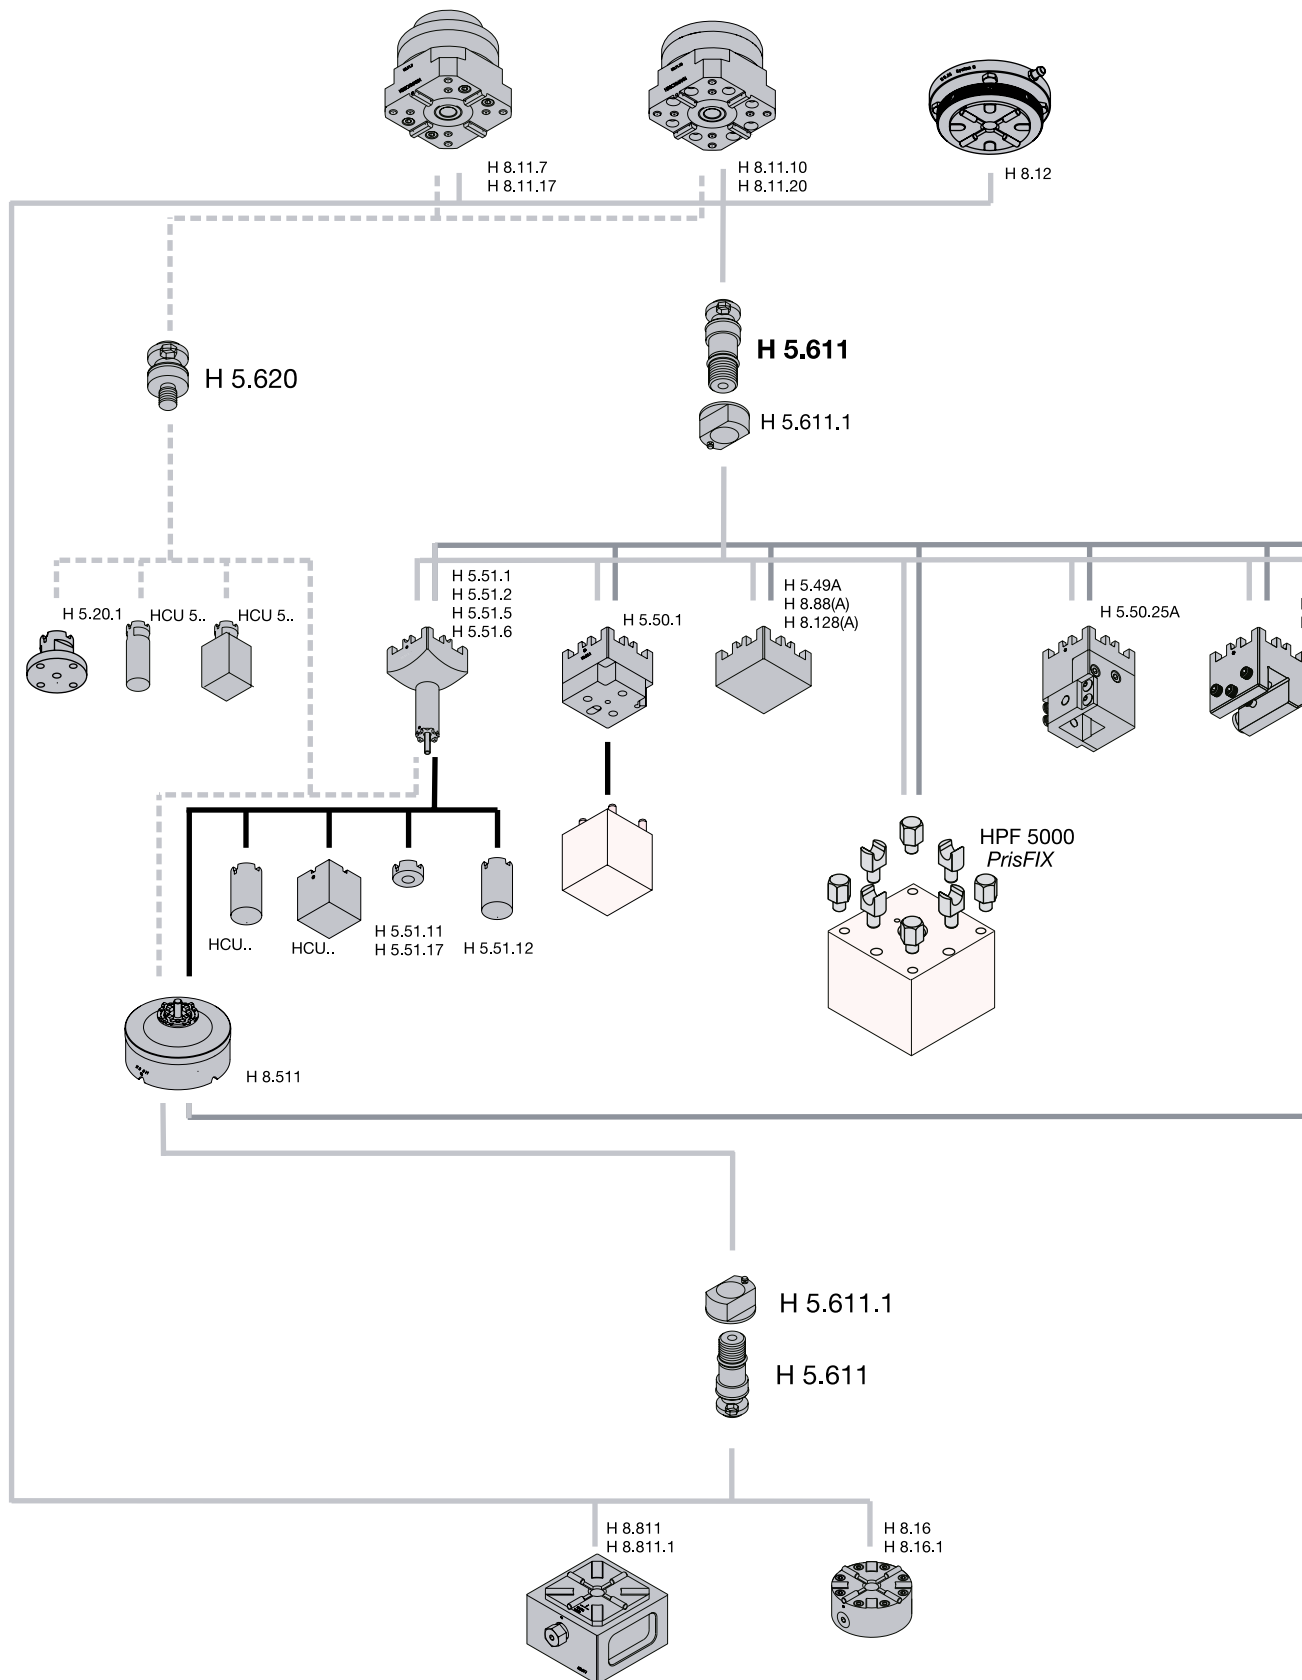 H 8.11.7
H 8.11.17
H 8.11.10
H 8.11.20
H 8.12
H 5.620
H 5.611
H 5.611.1
H 5.20.1
HCU 5..
HCU 5..
H 5.51.1
H 5.51.2
H 5.51.5
H 5.51.6
H 5.50.1
H 5.49A
H 8.88(A)
H 8.128(A)
H 5.50.25A
HPF 5000
PrisFIX
HCU..
HCU..
H 5.51.11
H 5.51.17
H 5.51.12
H 8.511
H 5.611.1
H 5.611
H 8.811
H 8.811.1
H 8.16
H 8.16.1